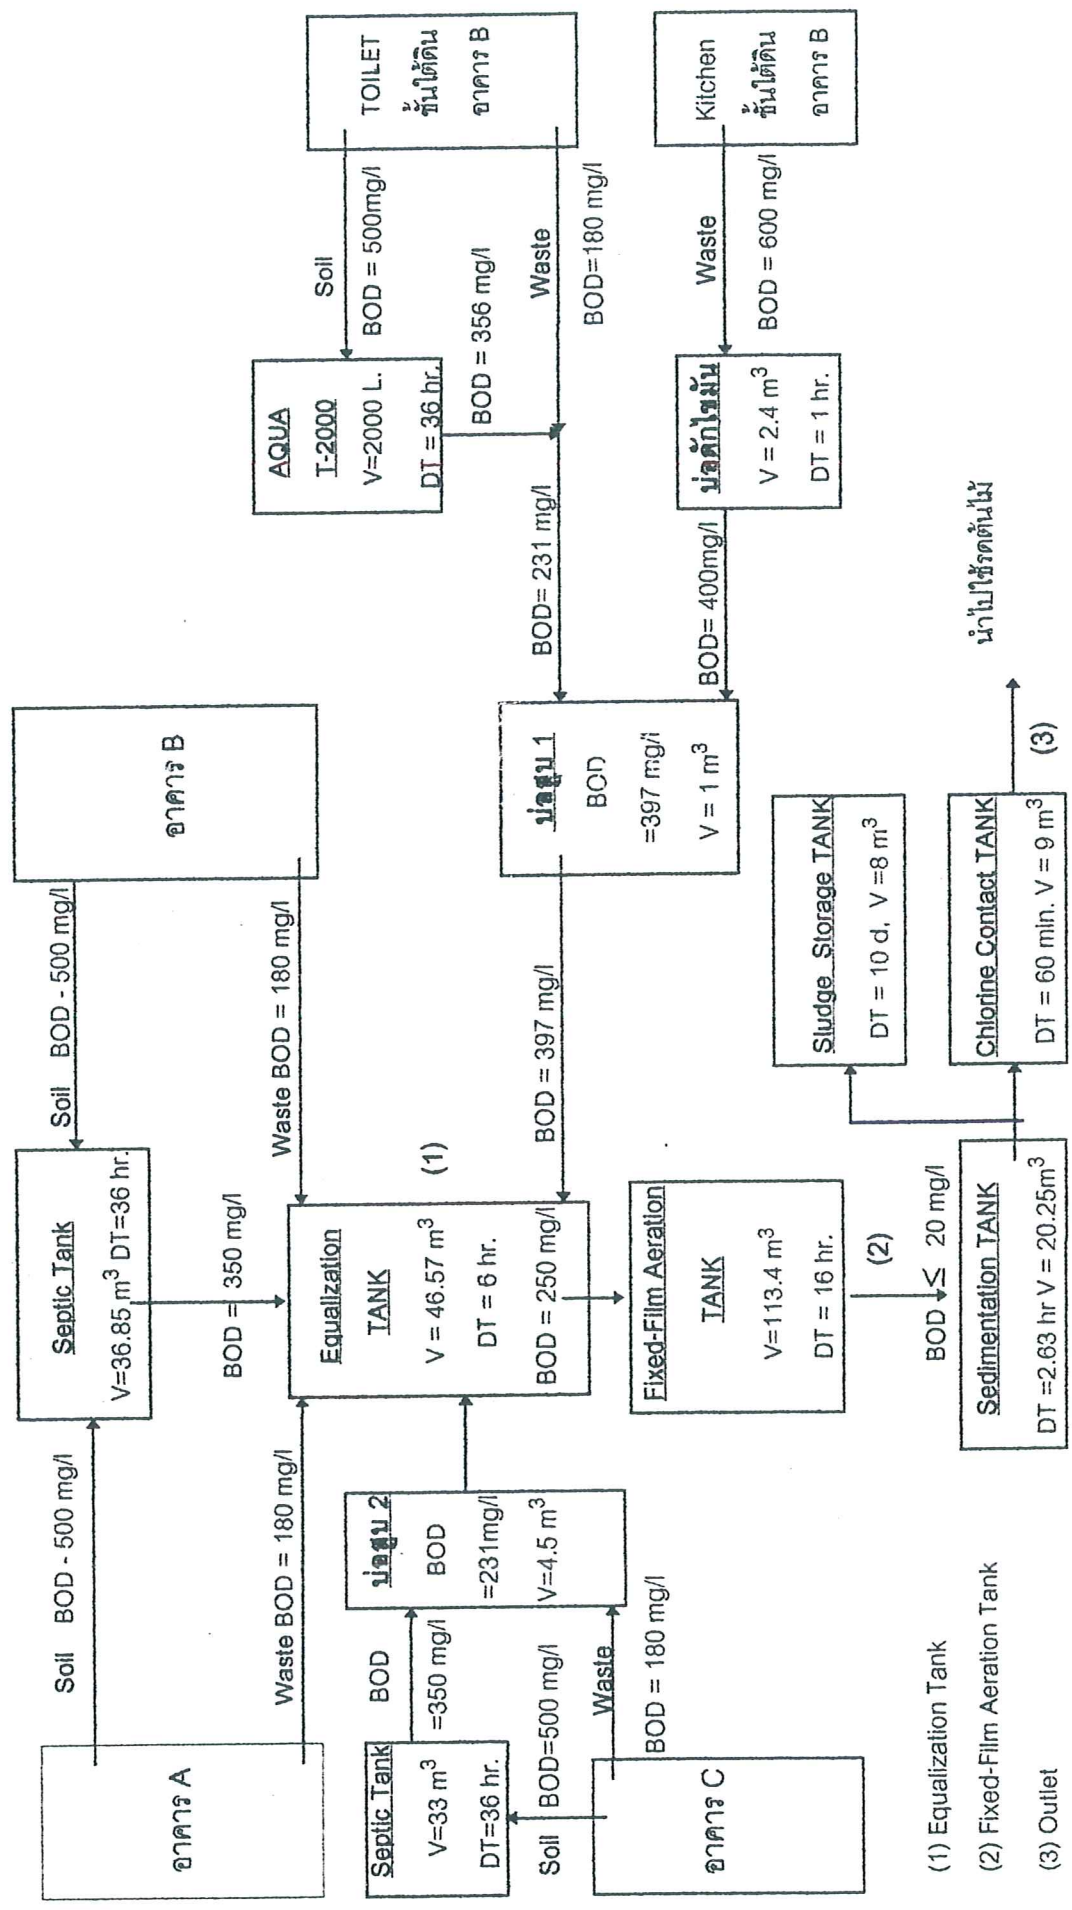 อาคาร A
Soil BOD - 500 mg/l
Waste BOD = 180 mg/l
Septic Tank
V=36.85 m³ DT=36 hr.
Soil BOD - 500 mg/l
อาคาร B
Waste BOD = 180 mg/l
BOD = 350 mg/l
Equalization
TANK
V = 46.57 m³
DT = 6 hr.
BOD = 250 mg/l
(1)
Septic Tank
V=33 m³
DT=36 hr.
BOD
=350 mg/l
บ่อสูบ 2
BOD
=231mg/l
V=4.5 m³
Soil BOD=500 mg/l
Waste
BOD = 180 mg/l
อาคาร C
TOILET
ชั้นใต้ดิน
อาคาร B
Soil
BOD = 500mg/l
AQUA
T-2000
V=2000 L.
DT = 36 hr.
BOD = 356 mg/l
Waste
BOD=180 mg/l
BOD= 231 mg/l
Kitchen
ชั้นใต้ดิน
อาคาร B
Waste
BOD = 600 mg/l
บ่อดักไขมัน
V = 2.4 m³
DT = 1 hr.
BOD= 400mg/l
บ่อสูบ 1
BOD
=397 mg/l
V = 1 m³
BOD = 397 mg/l
Fixed-Film Aeration
TANK
V=113.4 m³
DT = 16 hr.
(2)
BOD ≤ 20 mg/l
Sedimentation TANK
DT =2.63 hr V = 20.25m³
Sludge Storage TANK
DT = 10 d, V =8 m³
Chlorine Contact TANK
DT = 60 min. V = 9 m³
(3)
นำไปใช้รดต้นไม้
(1) Equalization Tank
(2) Fixed-Film Aeration Tank
(3) Outlet